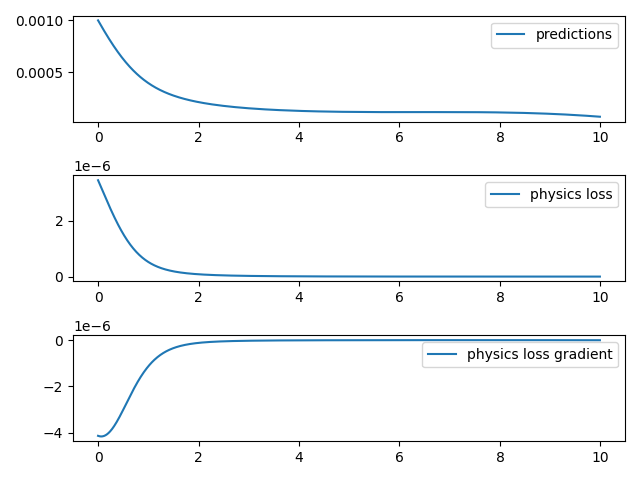 0.0010
predictions
0.0005
0 2 4 6 8 10
1e−6
physics loss
2
0
0 2 4 6 8 10
1e−6
0
physics loss gradient
−2
−4
0 2 4 6 8 10